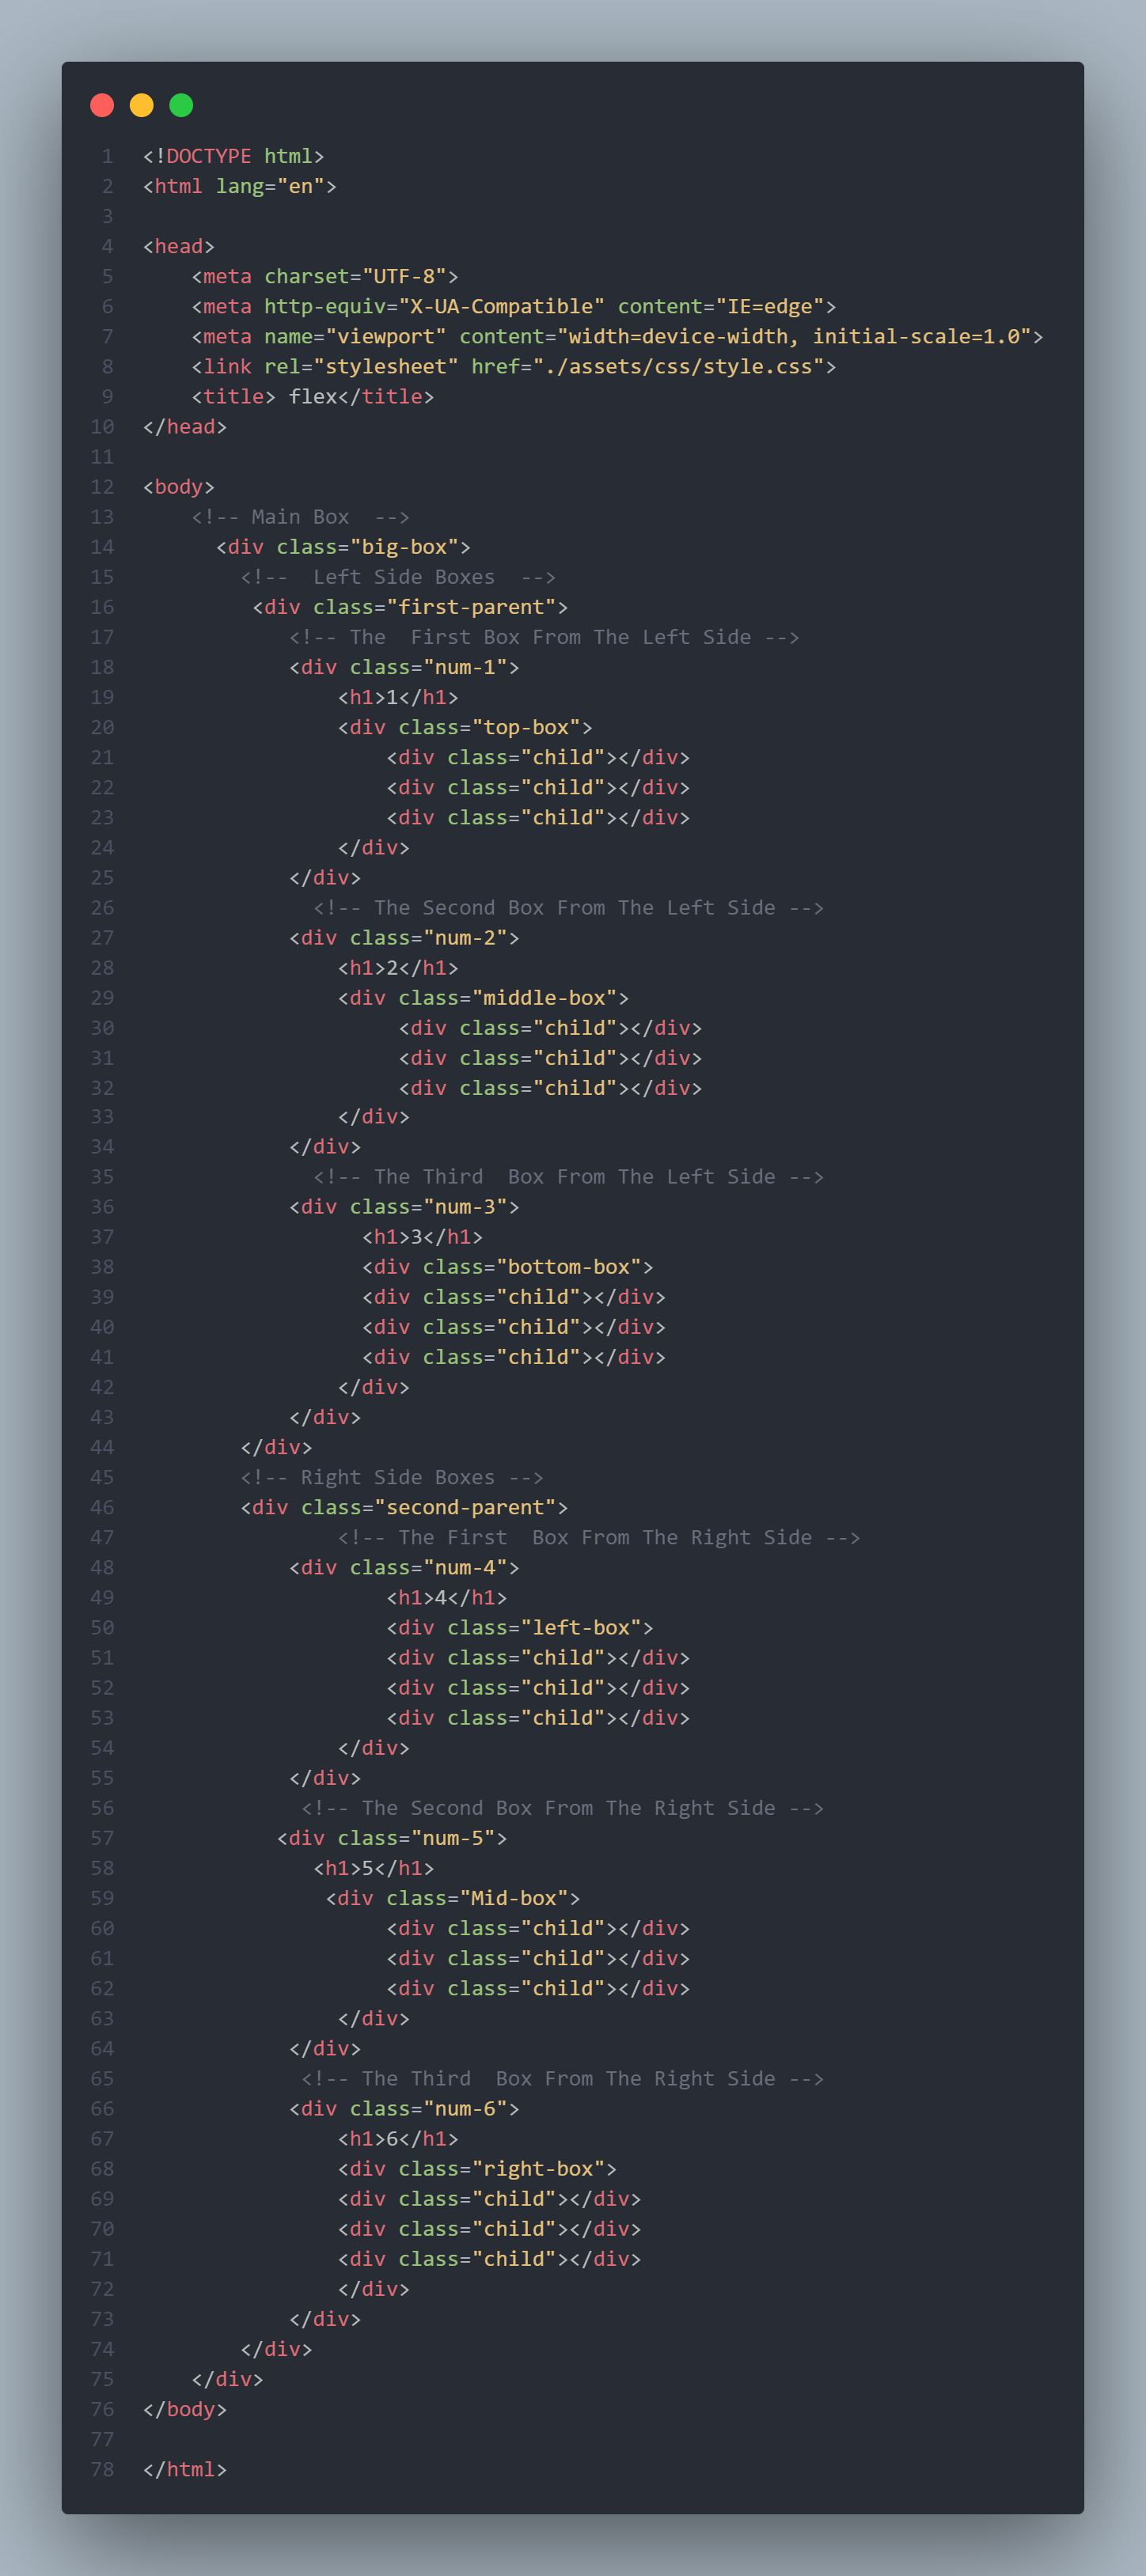 1 <!DOCTYPE html>
2 <html lang="en">
3
4 <head>
5     <meta charset="UTF-8">
6     <meta http-equiv="X-UA-Compatible" content="IE=edge">
7     <meta name="viewport" content="width=device-width, initial-scale=1.0">
8     <link rel="stylesheet" href="./assets/css/style.css">
9     <title> flex</title>
10 </head>
11
12 <body>
13     <!-- Main Box  -->
14       <div class="big-box">
15         <!--  Left Side Boxes  -->
16          <div class="first-parent">
17             <!-- The  First Box From The Left Side -->
18             <div class="num-1">
19                 <h1>1</h1>
20                 <div class="top-box">
21                     <div class="child"></div>
22                     <div class="child"></div>
23                     <div class="child"></div>
24                 </div>
25             </div>
26               <!-- The Second Box From The Left Side -->
27             <div class="num-2">
28                 <h1>2</h1>
29                 <div class="middle-box">
30                      <div class="child"></div>
31                      <div class="child"></div>
32                      <div class="child"></div>
33                 </div>
34             </div>
35               <!-- The Third  Box From The Left Side -->
36             <div class="num-3">
37                   <h1>3</h1>
38                   <div class="bottom-box">
39                   <div class="child"></div>
40                   <div class="child"></div>
41                   <div class="child"></div>
42                 </div>
43             </div>
44         </div>
45         <!-- Right Side Boxes -->
46         <div class="second-parent">
47                 <!-- The First  Box From The Right Side -->
48             <div class="num-4">
49                     <h1>4</h1>
50                     <div class="left-box">
51                     <div class="child"></div>
52                     <div class="child"></div>
53                     <div class="child"></div>
54                 </div>
55             </div>
56              <!-- The Second Box From The Right Side -->
57            <div class="num-5">
58               <h1>5</h1>
59                <div class="Mid-box">
60                     <div class="child"></div>
61                     <div class="child"></div>
62                     <div class="child"></div>
63                 </div>
64             </div>
65              <!-- The Third  Box From The Right Side -->
66             <div class="num-6">
67                 <h1>6</h1>
68                 <div class="right-box">
69                 <div class="child"></div>
70                 <div class="child"></div>
71                 <div class="child"></div>
72                 </div>
73             </div>
74         </div>
75     </div>
76 </body>
77
78 </html>